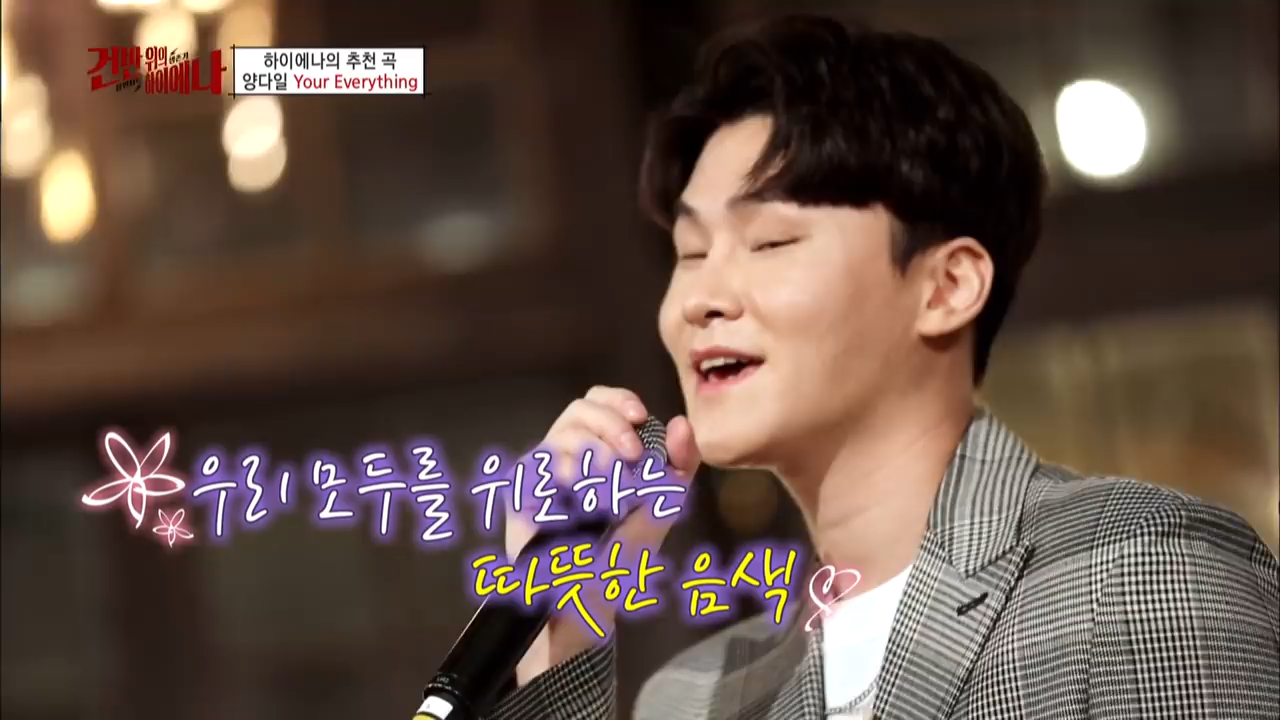 건반 위의 하이에나
하이에나의 추천 곡
양다일 Your Everything
우리 모두를 위로하는
따뜻한 음색